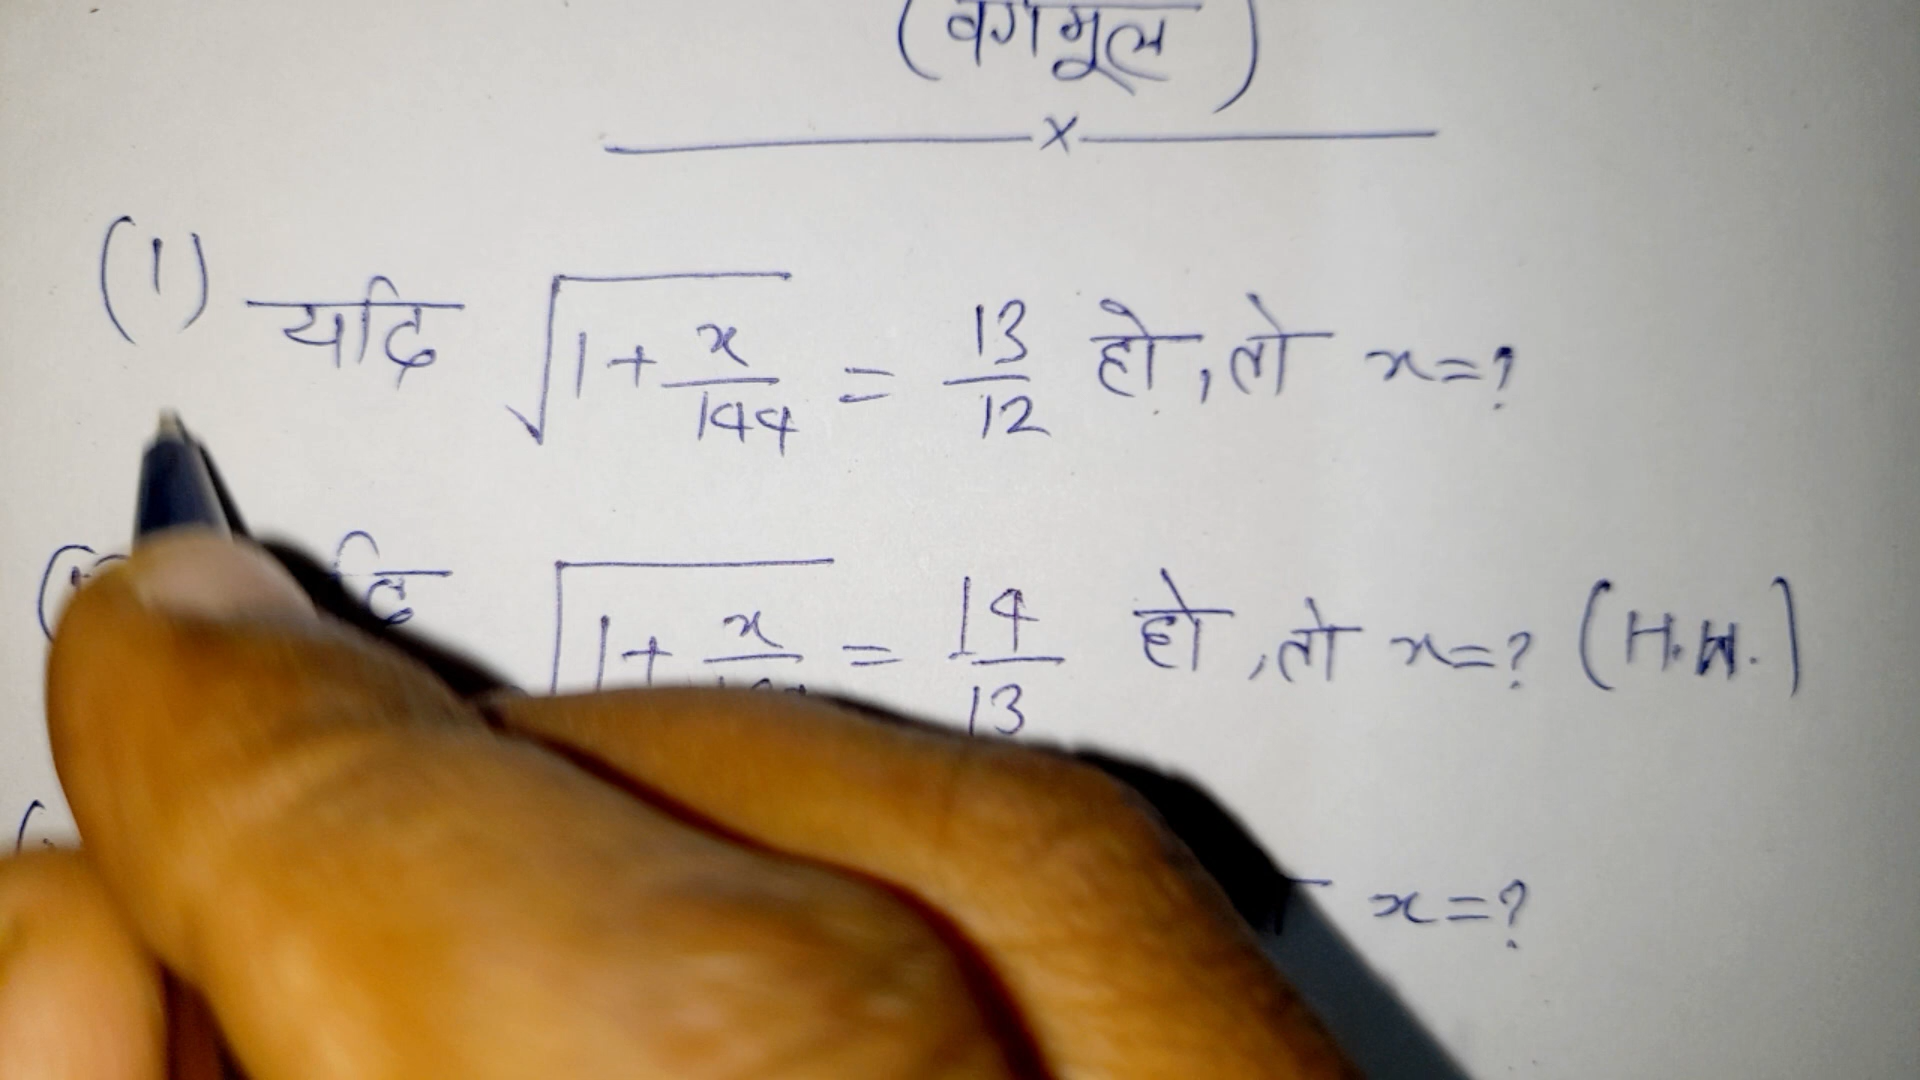 (वर्गमूल)
x
(1) यदि √1+x/144 = 13/12 हो, तो x=?
√1+x/ = 14/13 हो, तो x=? (H.W.)
x=?